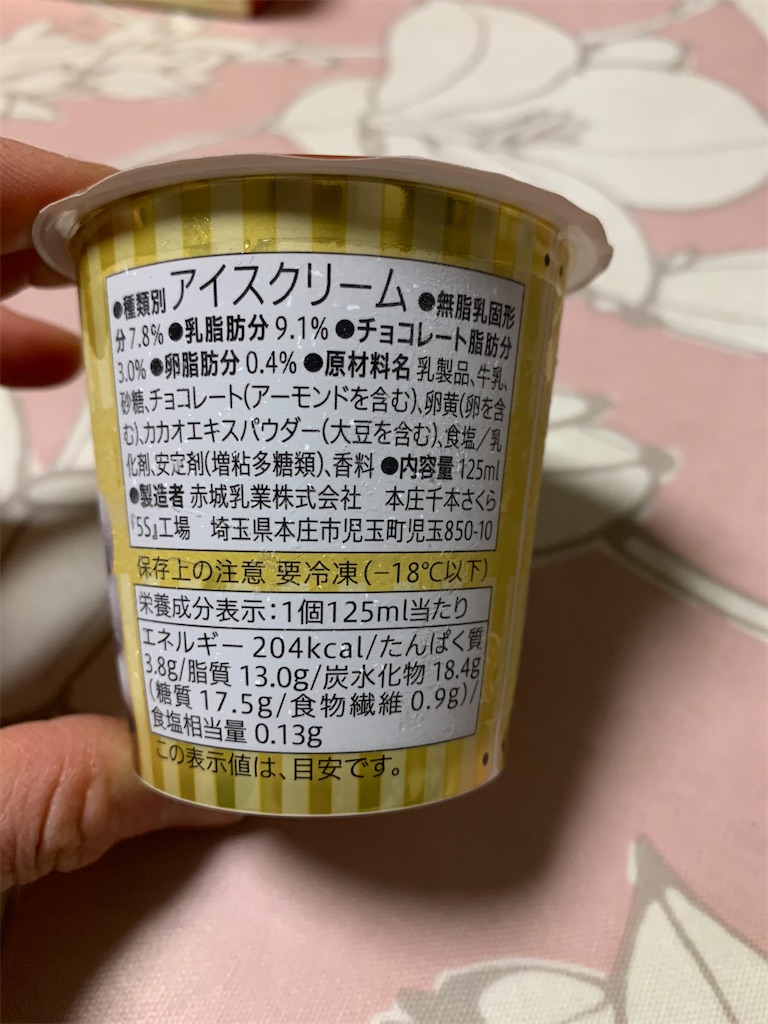 ●種類別 アイスクリーム ●無脂乳固形
分7.8% ●乳脂肪分 9.1% ●チョコレート脂肪分
3.0% ●卵脂肪分 0.4% ●原材料名 乳製品、牛乳、
砂糖、チョコレート(アーモンドを含む)、卵黄(卵を含
む)、カカオエキスパウダー(大豆を含む)、食塩/乳
化剤、安定剤(増粘多糖類)、香料 ●内容量 125ml
●製造者 赤城乳業株式会社 本庄千本さくら
『5S』工場 埼玉県本庄市児玉町児玉850-10
保存上の注意 要冷凍(-18℃以下)
栄養成分表示:1個125ml当たり
エネルギー 204kcal/たんぱく質
3.8g/脂質 13.0g/炭水化物 18.4g
(糖質 17.5g/食物繊維 0.9g)/
食塩相当量 0.13g
この表示値は、目安です。